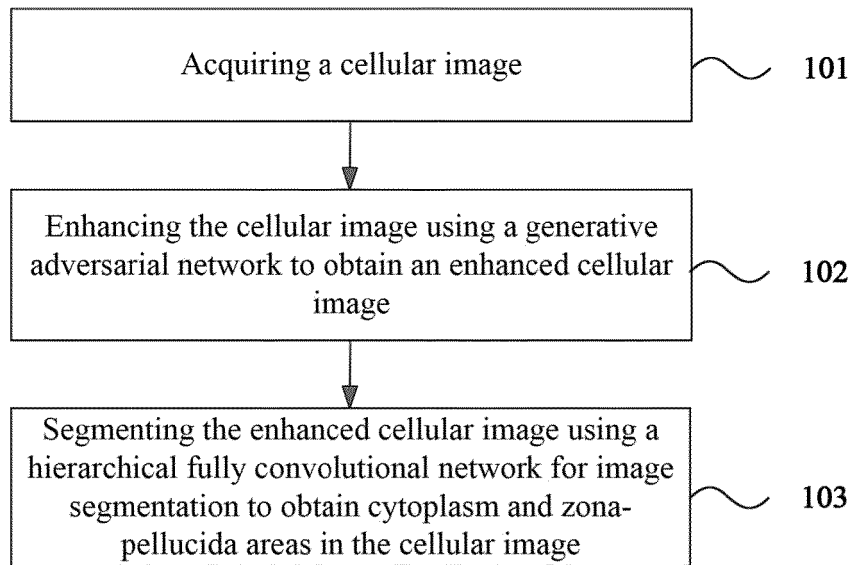 Acquiring a cellular image
101
Enhancing the cellular image using a generative
adversarial network to obtain an enhanced cellular
image
102
Segmenting the enhanced cellular image using a
hierarchical fully convolutional network for image
segmentation to obtain cytoplasm and zona-
pellucida areas in the cellular image
103